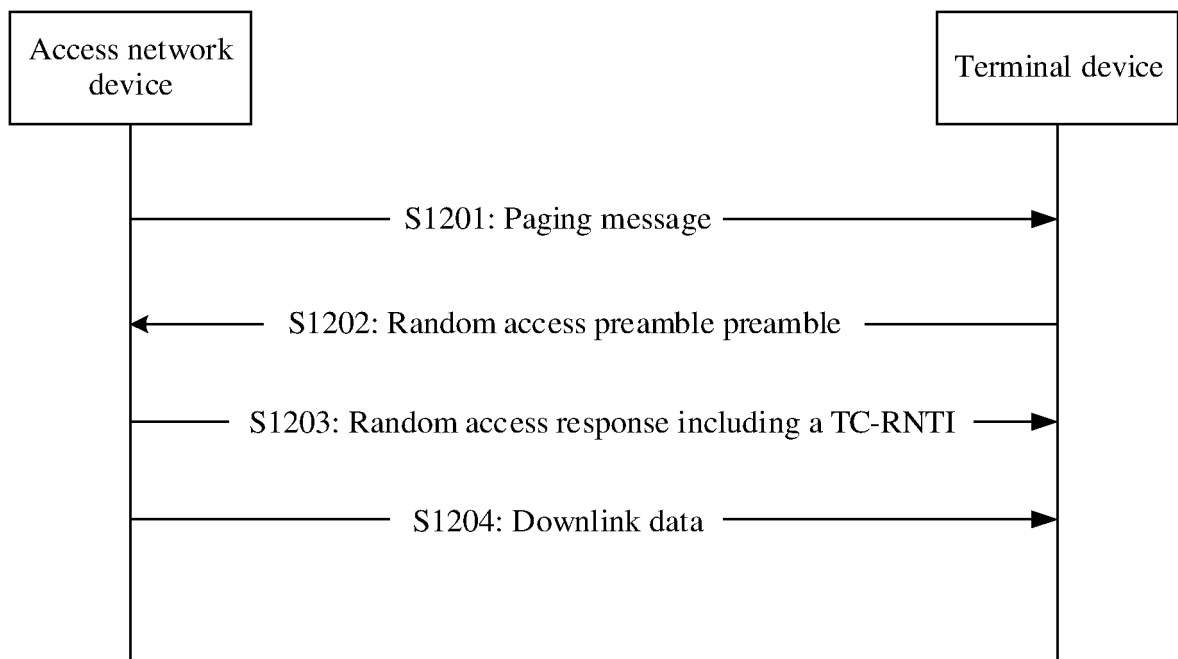 Access network
device
Terminal device
S1201: Paging message
S1202: Random access preamble preamble
S1203: Random access response including a TC-RNTI
S1204: Downlink data